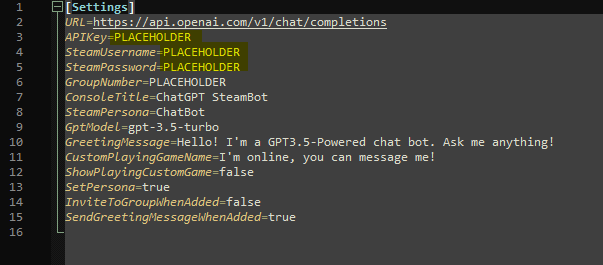 1 [Settings]
2 URL=https://api.openai.com/v1/chat/completions
3 APIKey=PLACEHOLDER
4 SteamUsername=PLACEHOLDER
5 SteamPassword=PLACEHOLDER
6 GroupNumber=PLACEHOLDER
7 ConsoleTitle=ChatGPT SteamBot
8 SteamPersona=ChatBot
9 GptModel=gpt-3.5-turbo
10 GreetingMessage=Hello! I'm a GPT3.5-Powered chat bot. Ask me anything!
11 CustomPlayingGameName=I'm online, you can message me!
12 ShowPlayingCustomGame=false
13 SetPersona=true
14 InviteToGroupWhenAdded=false
15 SendGreetingMessageWhenAdded=true
16